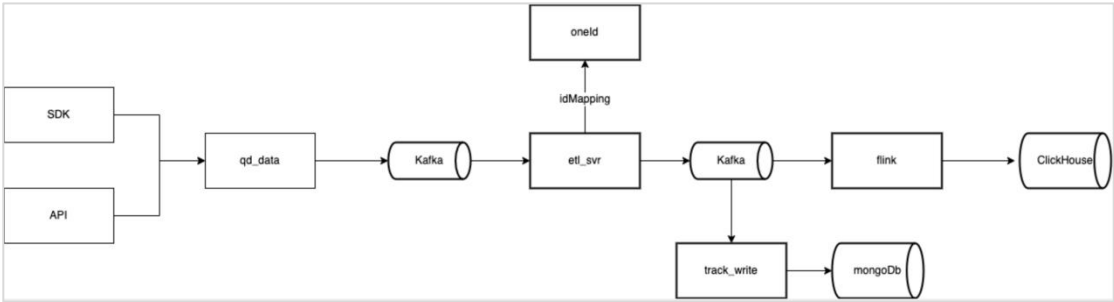 oneId
idMapping
SDK
qd_data
Kafka
etl_svr
Kafka
flink
ClickHouse
API
track_write
mongoDb